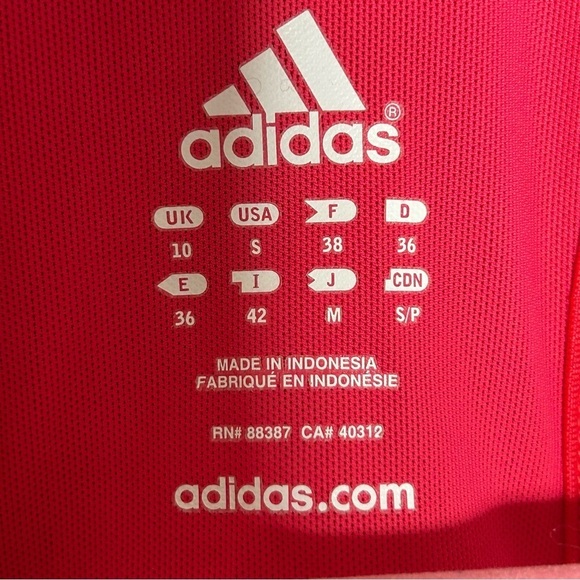 adidas®
UK USA F D
10 S 38 36
E I J CDN
36 42 M S/P
MADE IN INDONESIA
FABRIQUÉ EN INDONÉSIE
RN# 88387 CA# 40312
adidas.com